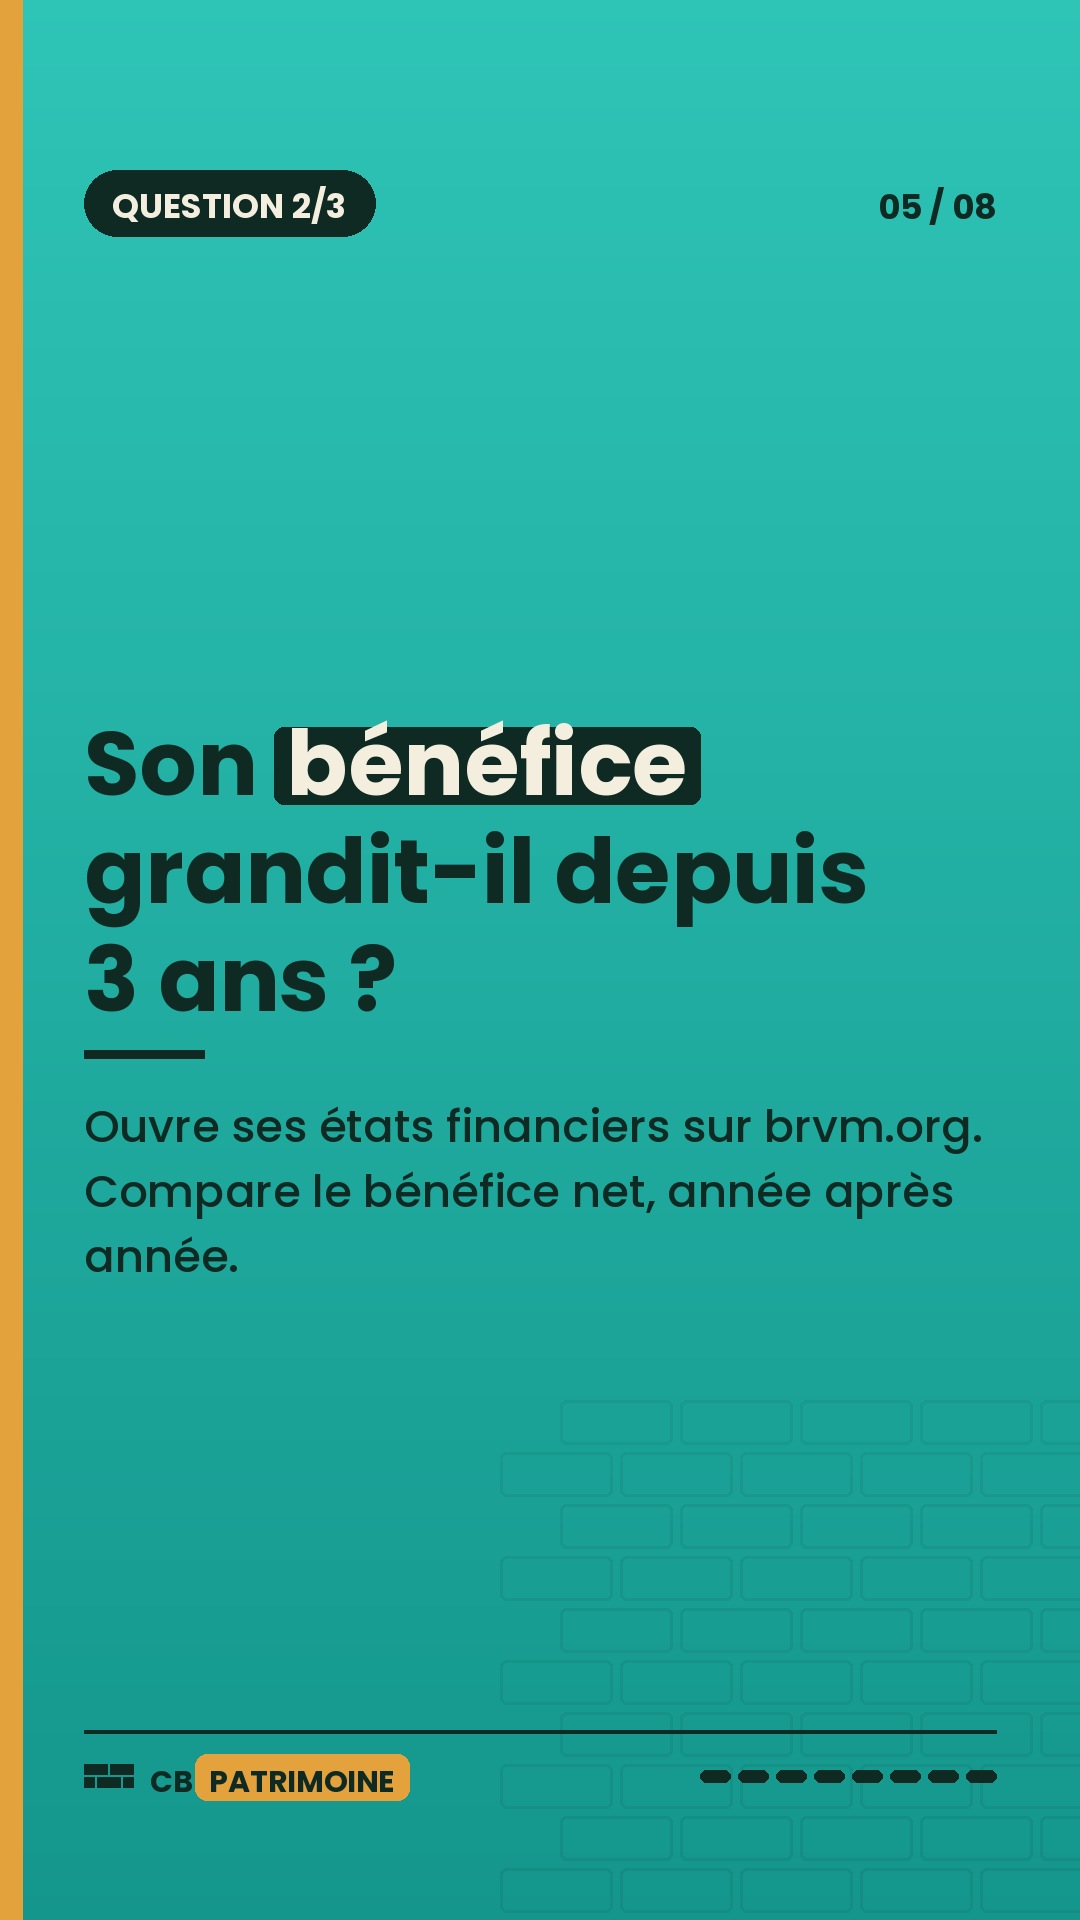 QUESTION 2/3
05 / 08
Son bénéfice
grandit-il depuis
3 ans ?
Ouvre ses états financiers sur brvm.org.
Compare le bénéfice net, année après
année.
CB PATRIMOINE